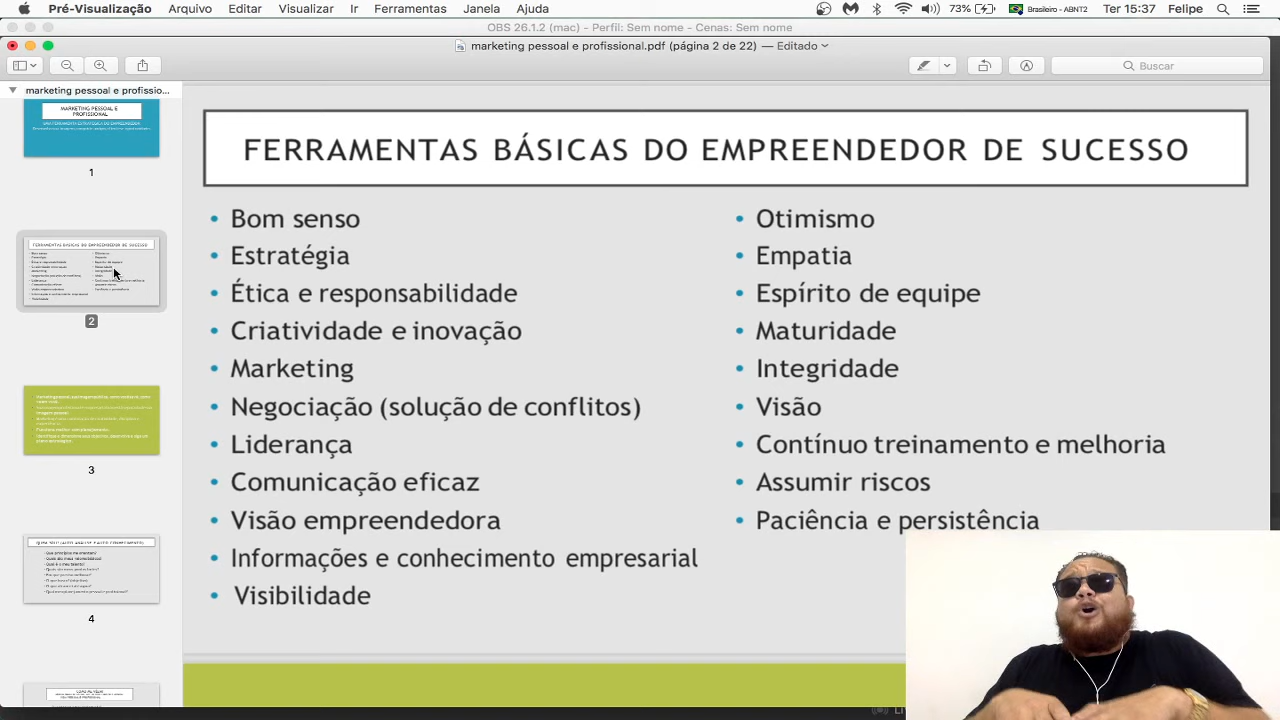 Pré-Visualização Arquivo Editar Visualizar Ir Ferramentas Janela Ajuda 73% Brasileiro - ABNT2 Ter 15:37 Felipe
OBS 26.1.2 (mac) - Perfil: Sem nome - Cenas: Sem nome
marketing pessoal e profissional.pdf (página 2 de 22) — Editado
Buscar
marketing pessoal e profissio...
MARKETING PESSOAL E
PROFISSIONAL
1
2
3
4
FERRAMENTAS BÁSICAS DO EMPREENDEDOR DE SUCESSO
• Bom senso
• Estratégia
• Ética e responsabilidade
• Criatividade e inovação
• Marketing
• Negociação (solução de conflitos)
• Liderança
• Comunicação eficaz
• Visão empreendedora
• Informações e conhecimento empresarial
• Visibilidade
• Otimismo
• Empatia
• Espírito de equipe
• Maturidade
• Integridade
• Visão
• Contínuo treinamento e melhoria
• Assumir riscos
• Paciência e persistência